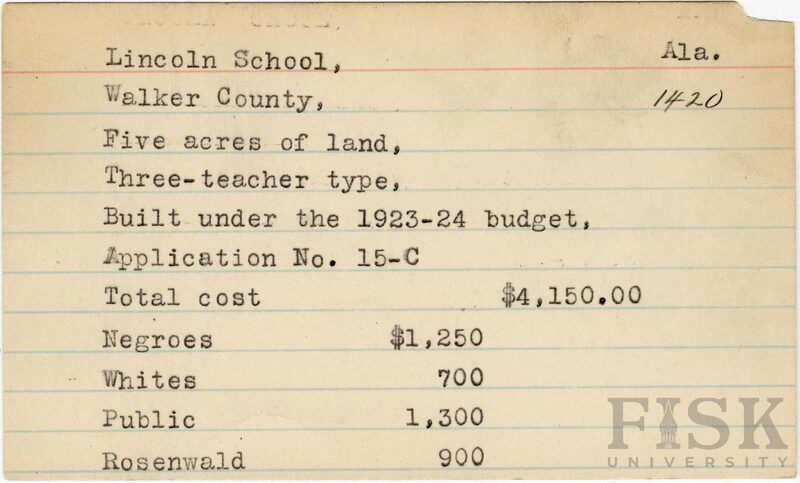 Lincoln School, Ala.
Walker County, 1420
Five acres of land,
Three-teacher type,
Built under the 1923-24 budget,
Application No. 15-C
Total cost $4,150.00
Negroes $1,250
Whites 700
Public 1,300
Rosenwald 900
FISK
UNIVERSITY